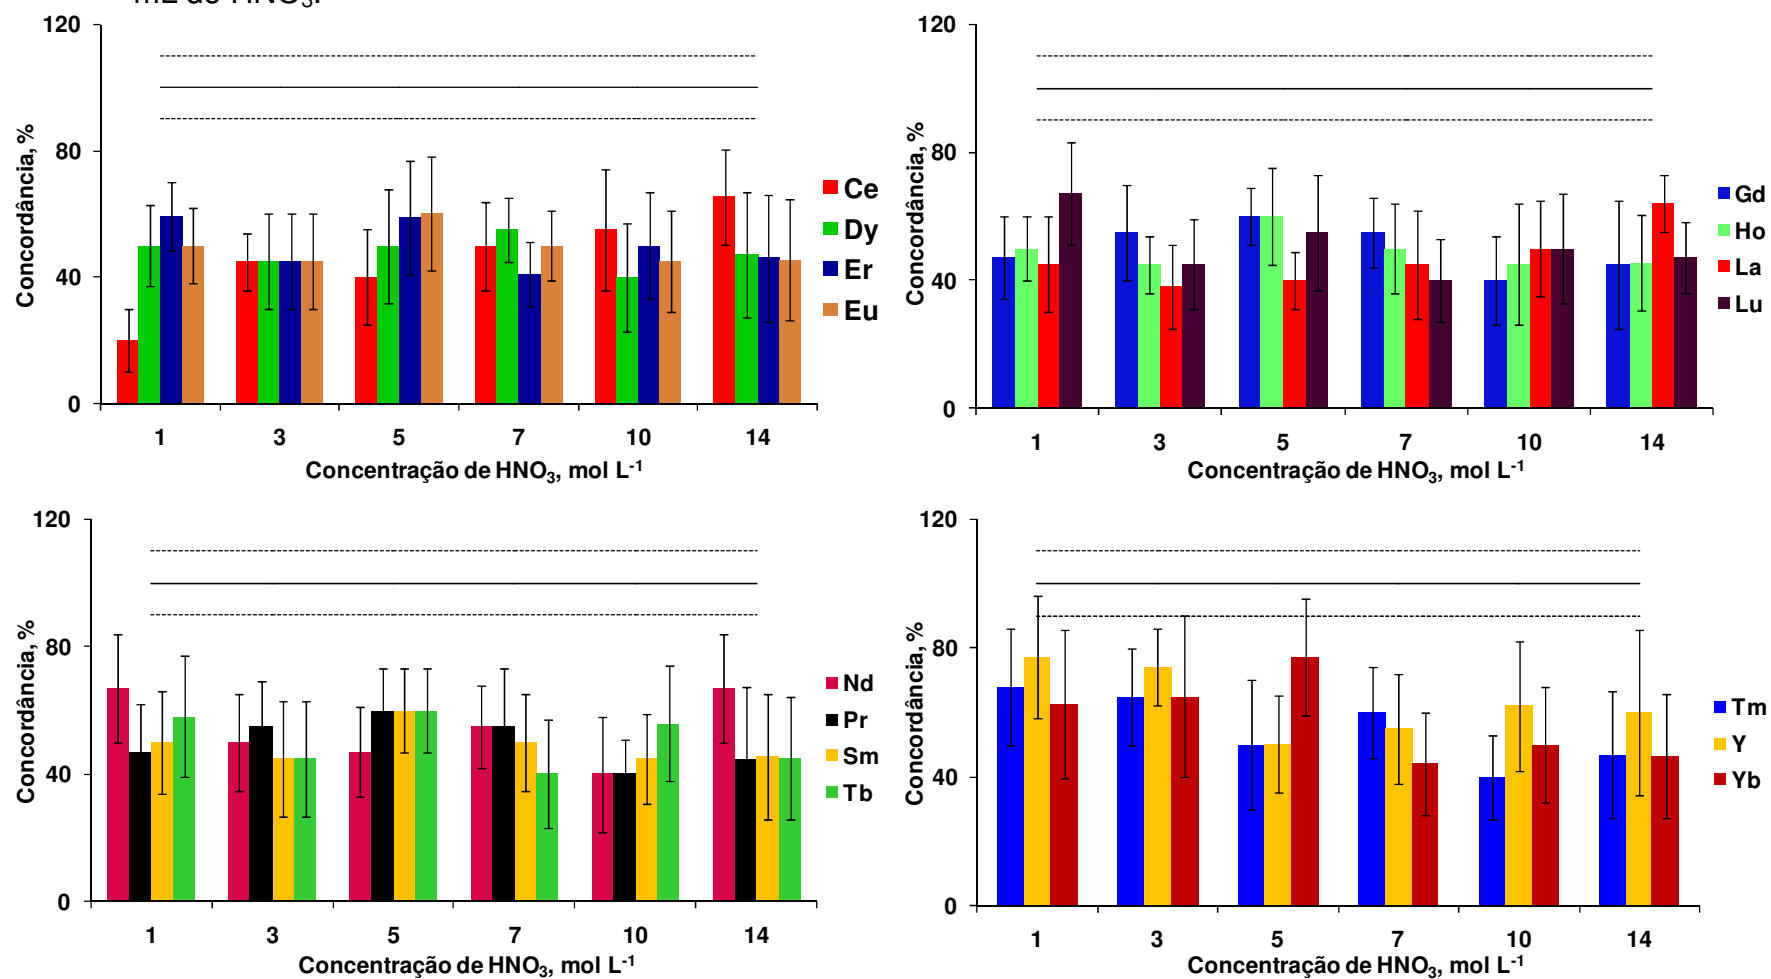 mL de HNO₃.
120
80
40
0
Concordância, %
1 3 5 7 10 14
Concentração de HNO₃, mol L⁻¹
Ce
Dy
Er
Eu
120
80
40
0
Concordância, %
1 3 5 7 10 14
Concentração de HNO₃, mol L⁻¹
Gd
Ho
La
Lu
120
80
40
0
Concordância, %
1 3 5 7 10 14
Concentração de HNO₃, mol L⁻¹
Nd
Pr
Sm
Tb
120
80
40
0
Concordância, %
1 3 5 7 10 14
Concentração de HNO₃, mol L⁻¹
Tm
Y
Yb